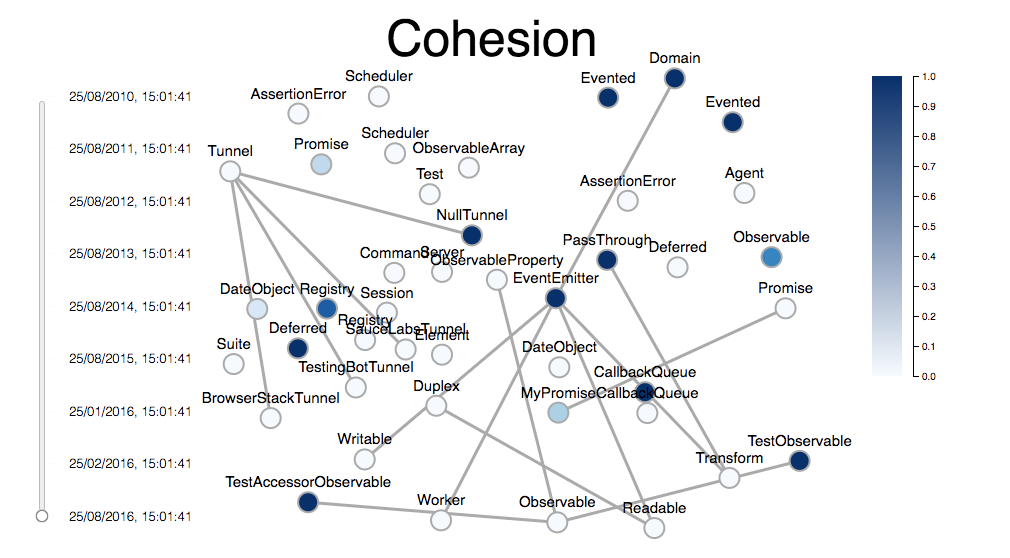 Cohesion
Domain
Scheduler
Evented
AssertionError
Evented
Scheduler
Promise
ObservableArray
Tunnel
Test
Agent
AssertionError
NullTunnel
PassThrough
Deferred
Observable
Command
Server
ObservableProperty
EventEmitter
DateObject
Registry
Session
Promise
Registry
Deferred
SauceLabsTunnel
Element
Suite
DateObject
TestingBotTunnel
CallbackQueue
Duplex
MyPromise
CallbackQueue
BrowserStackTunnel
Writable
TestObservable
Transform
TestAccessorObservable
Worker
Observable
Readable
25/08/2010, 15:01:41
25/08/2011, 15:01:41
25/08/2012, 15:01:41
25/08/2013, 15:01:41
25/08/2014, 15:01:41
25/08/2015, 15:01:41
25/01/2016, 15:01:41
25/02/2016, 15:01:41
25/08/2016, 15:01:41
1.0
0.9
0.8
0.7
0.6
0.5
0.4
0.3
0.2
0.1
0.0